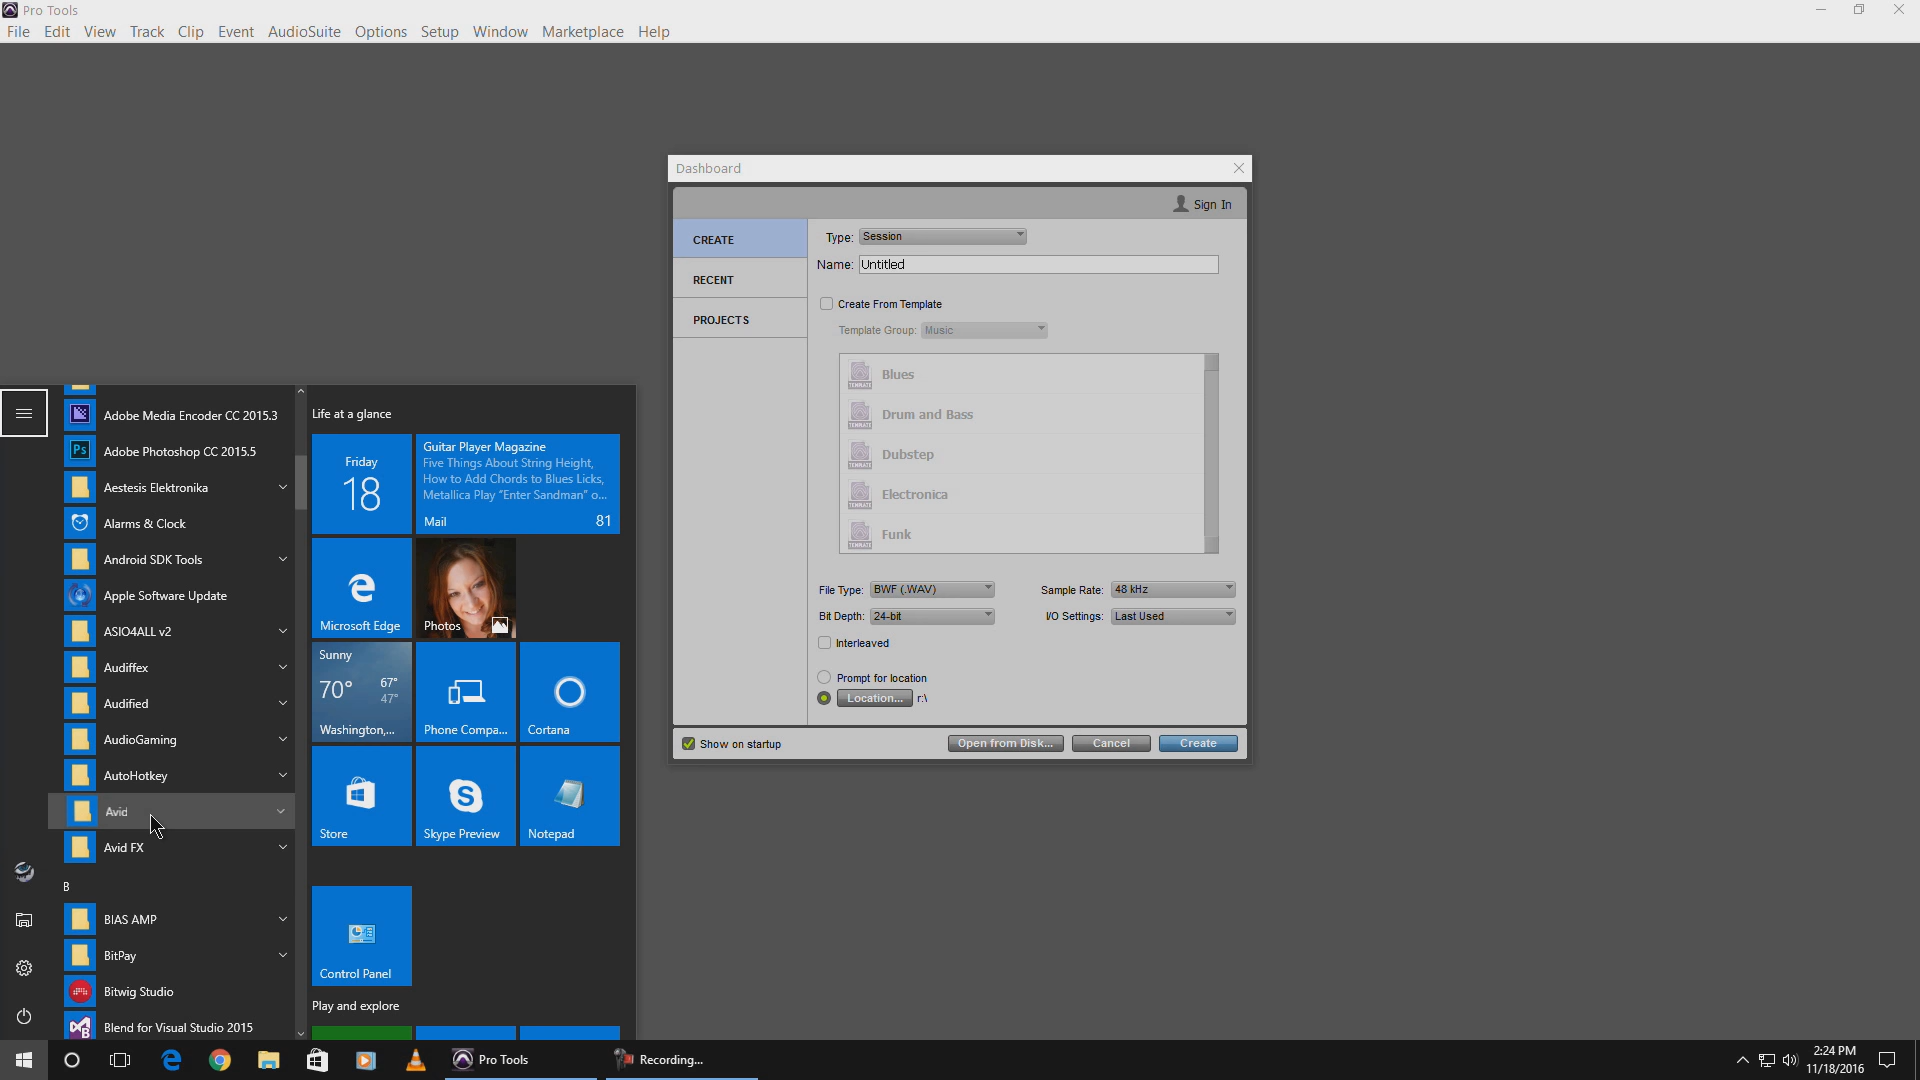 Pro Tools
File Edit View Track Clip Event AudioSuite Options Setup Window Marketplace Help
Dashboard
Sign In
CREATE
RECENT
PROJECTS
Type: Session
Name: Untitled
Create From Template
Template Group: Music
TEMPLATE Blues
TEMPLATE Drum and Bass
TEMPLATE Dubstep
TEMPLATE Electronica
TEMPLATE Funk
File Type: BWF (.WAV) Sample Rate: 48 kHz
Bit Depth: 24-bit I/O Settings: Last Used
Interleaved
Prompt for location
Location... r:\
Show on startup Open from Disk... Cancel Create
Adobe Media Encoder CC 2015.3
Ps Adobe Photoshop CC 2015.5
Aestesis Elektronika
Alarms & Clock
Android SDK Tools
Apple Software Update
ASIO4ALL v2
Audiffex
Audified
AudioGaming
AutoHotkey
Avid
Avid FX
B
BIAS AMP
BitPay
Bitwig Studio
Blend for Visual Studio 2015
Life at a glance
Friday
18
Guitar Player Magazine
Five Things About String Height,
How to Add Chords to Blues Licks,
Metallica Play "Enter Sandman" o...
Mail 81
Microsoft Edge
Photos
Sunny
70° 67°
47°
Washington,...
Phone Compa...
Cortana
Store
Skype Preview
Notepad
Control Panel
Play and explore
Pro Tools
Recording...
2:24 PM
11/18/2016